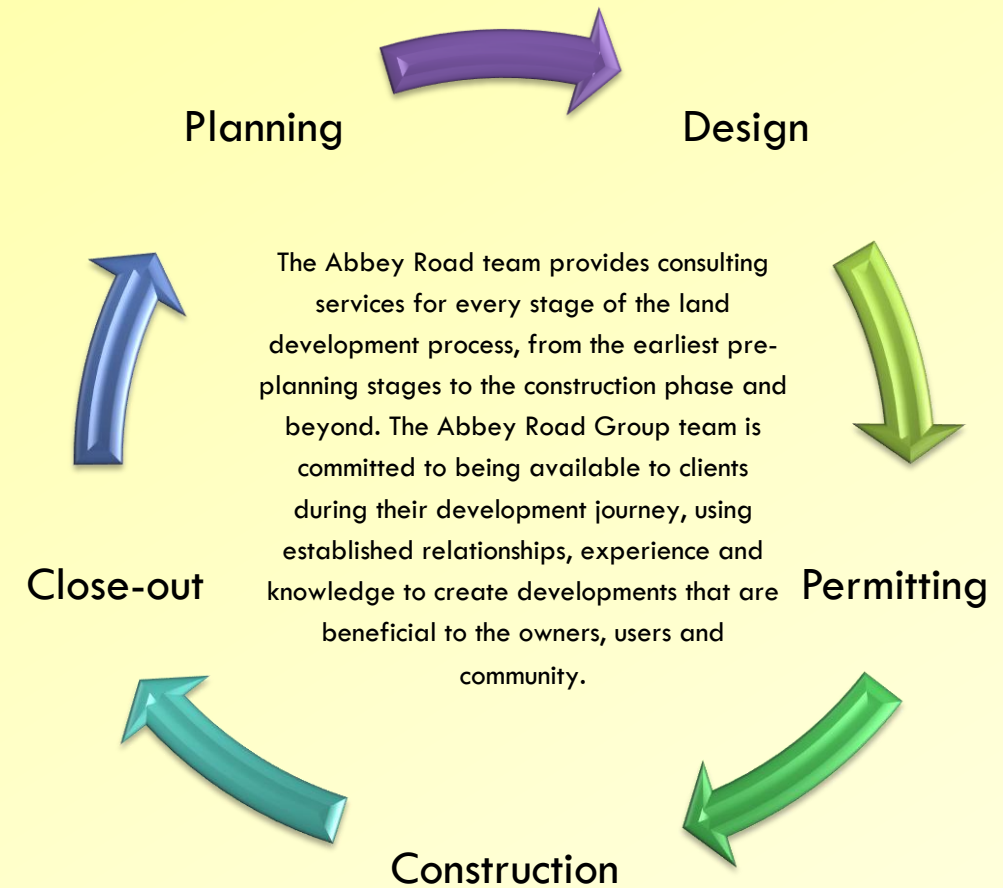 Planning
Design
The Abbey Road team provides consulting
services for every stage of the land
development process, from the earliest pre-
planning stages to the construction phase and
beyond. The Abbey Road Group team is
committed to being available to clients
during their development journey, using
established relationships, experience and
knowledge to create developments that are
beneficial to the owners, users and
community.
Close-out
Permitting
Construction